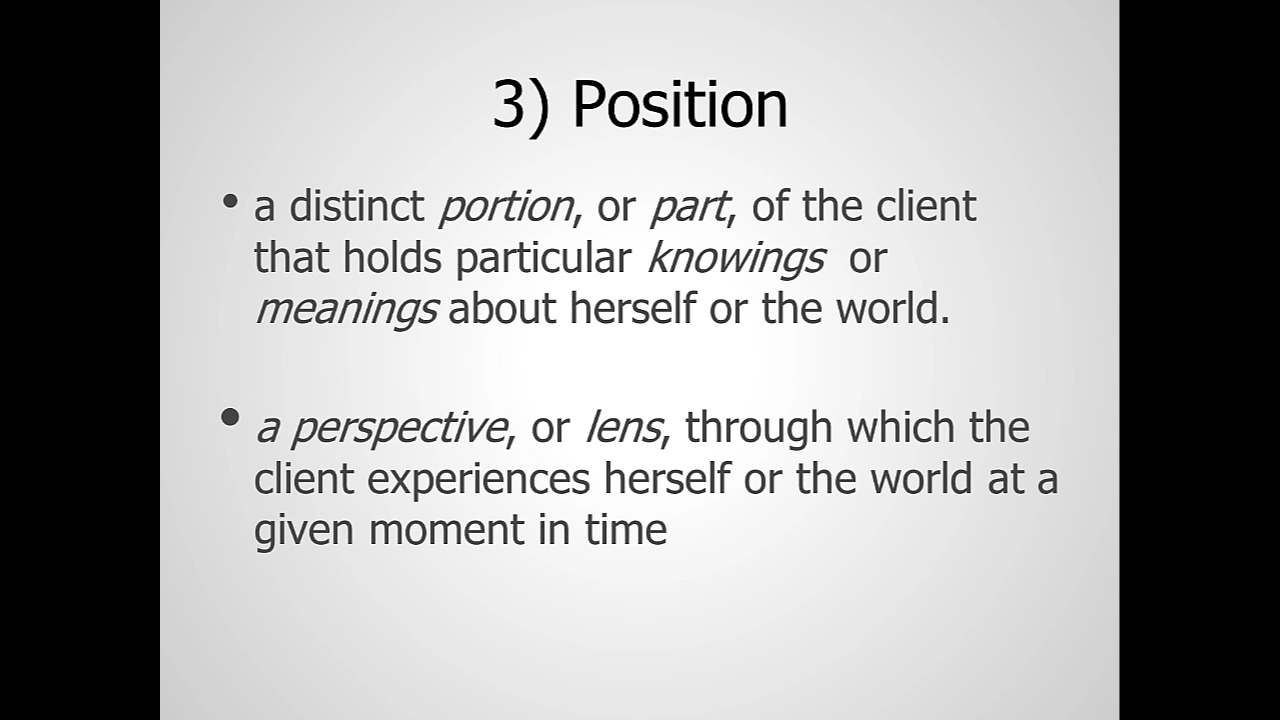 3) Position
• a distinct portion, or part, of the client
that holds particular knowings  or
meanings about herself or the world.
• a perspective, or lens, through which the
client experiences herself or the world at a
given moment in time